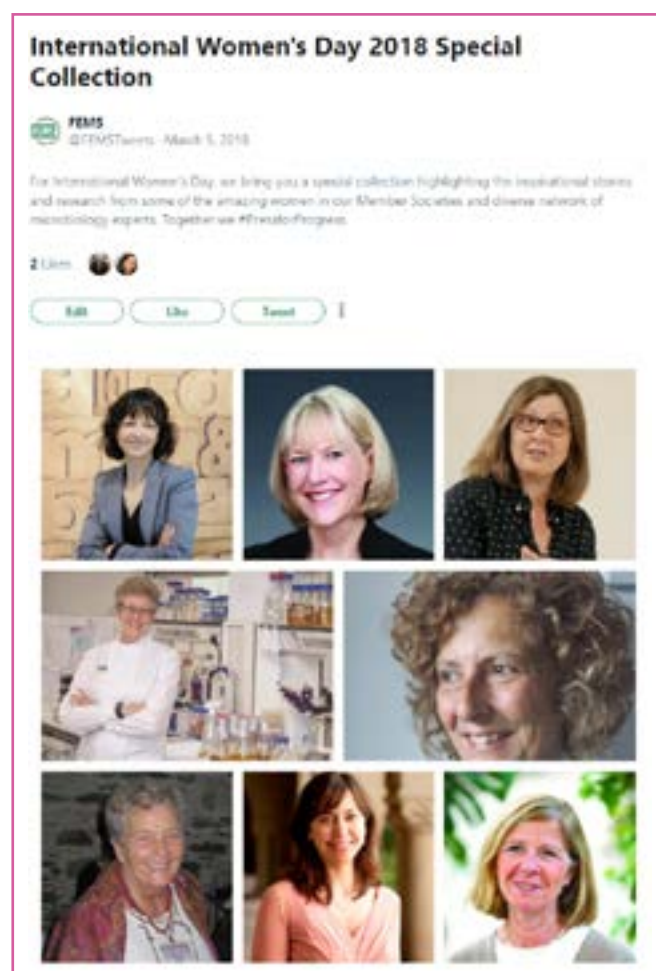 International Women's Day 2018 Special
Collection
FEMS
@FEMSTweets · March 5, 2018
For International Women's Day, we bring you a special collection highlighting the inspirational stories
and research from some of the amazing women in our Member Societies and diverse network of
microbiology experts. Together we #PressforProgress
2 Likes
Edit Like Tweet